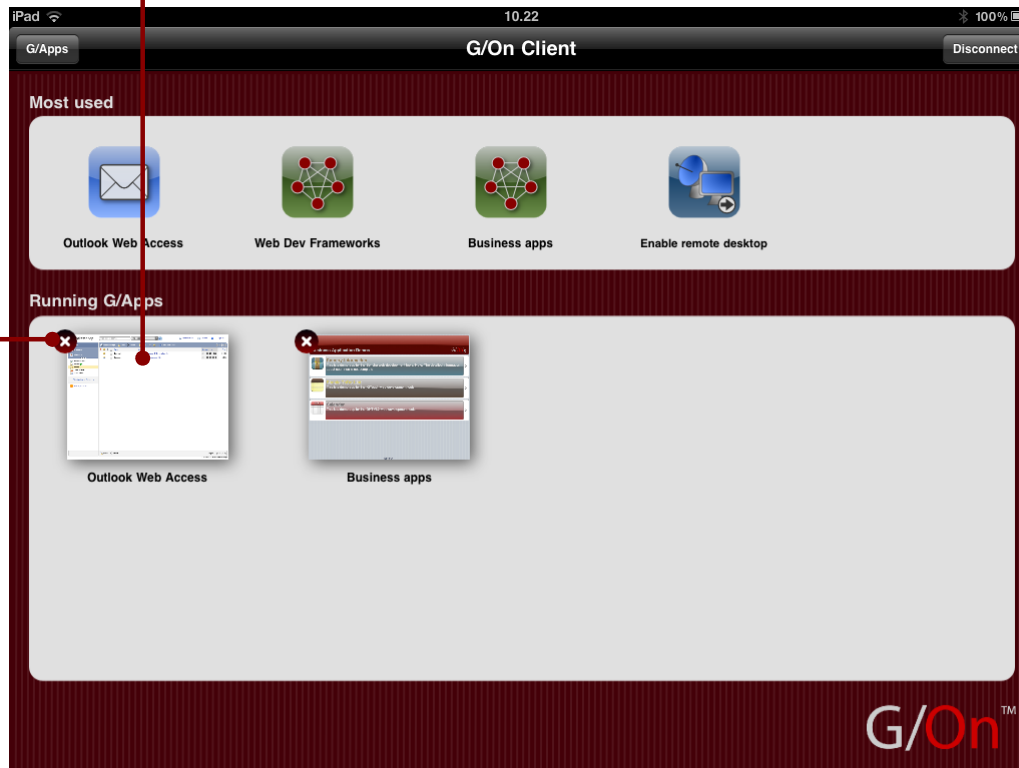 iPad 10.22 100%
G/Apps G/On Client Disconnect
Most used
Outlook Web Access Web Dev Frameworks Business apps Enable remote desktop
Running G/Apps
Outlook Web Access Business apps
G/On™